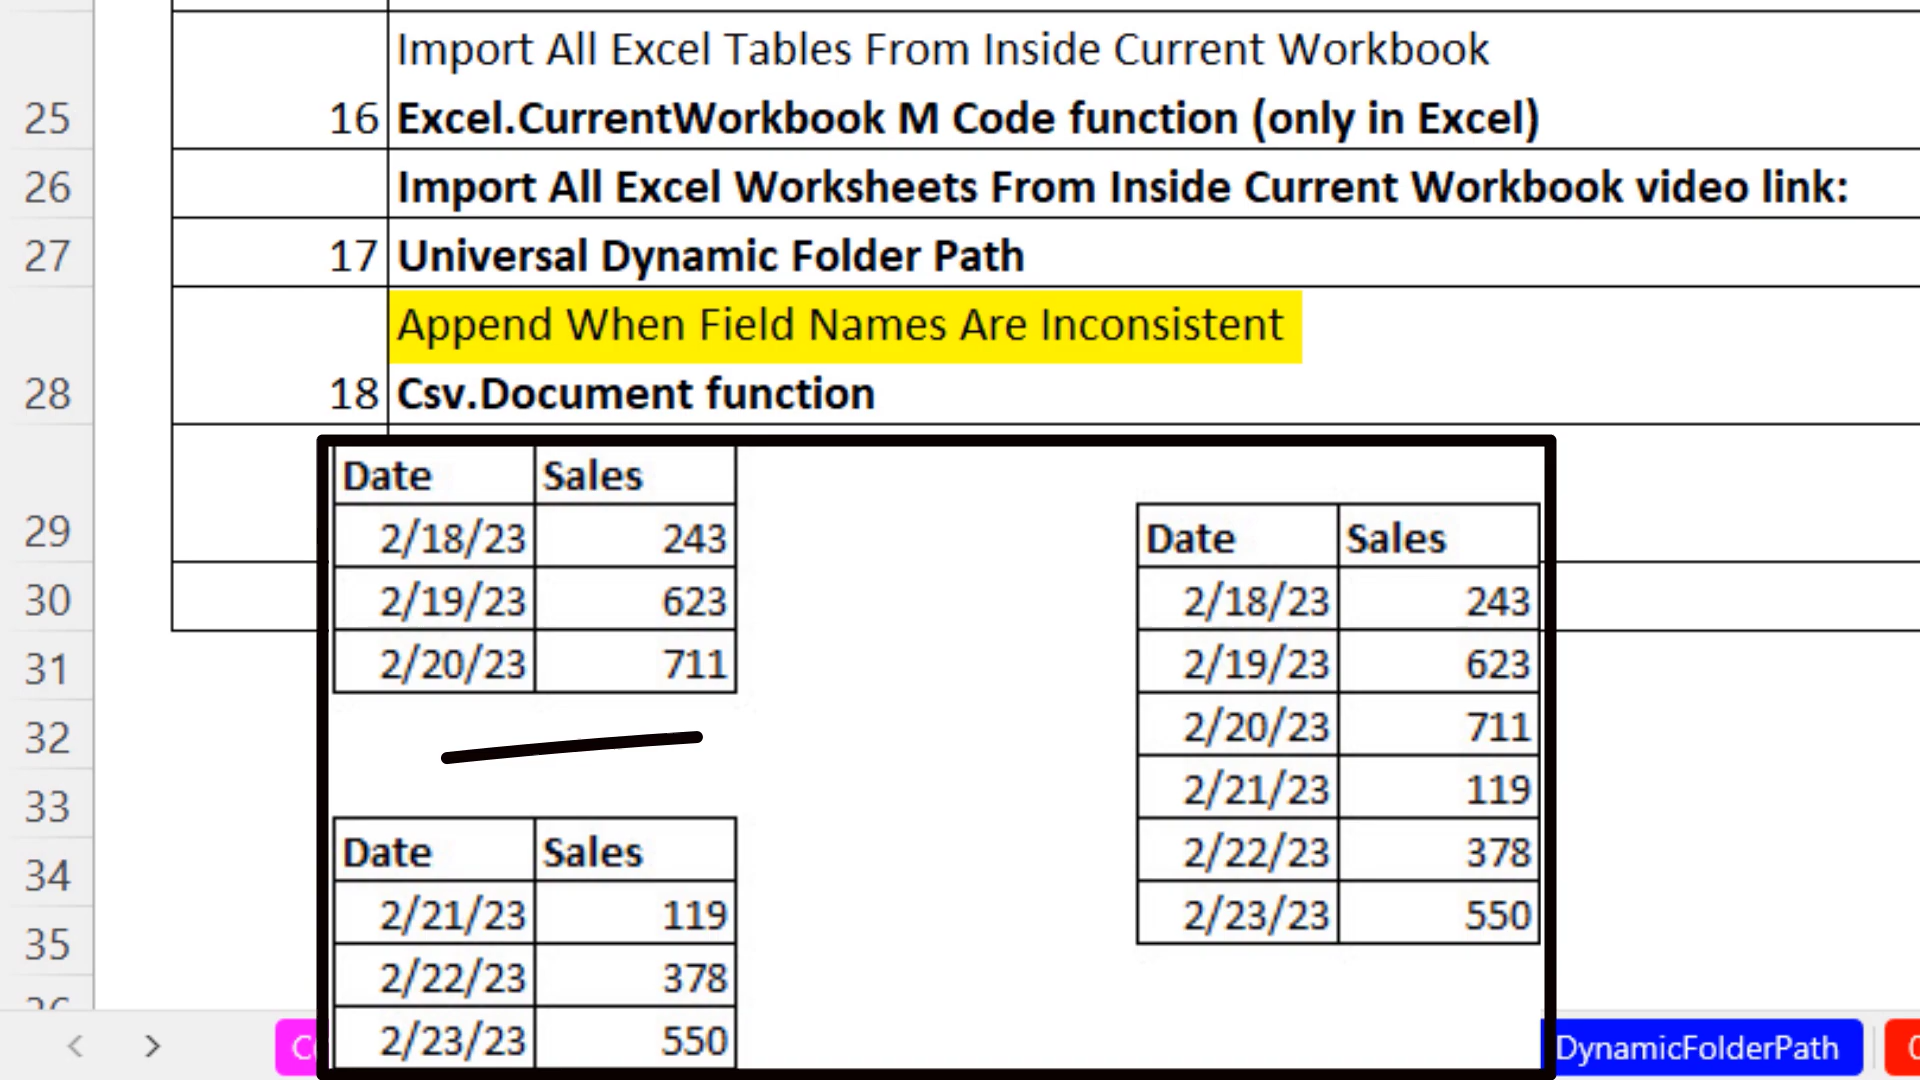 Import All Excel Tables From Inside Current Workbook
25 16 Excel.CurrentWorkbook M Code function (only in Excel)
26 Import All Excel Worksheets From Inside Current Workbook video link:
27 17 Universal Dynamic Folder Path
Append When Field Names Are Inconsistent
28 18 Csv.Document function
29
30
31
32
33
34
35
Date Sales
2/18/23 243
2/19/23 623
2/20/23 711
Date Sales
2/21/23 119
2/22/23 378
2/23/23 550
Date Sales
2/18/23 243
2/19/23 623
2/20/23 711
2/21/23 119
2/22/23 378
2/23/23 550
DynamicFolderPath